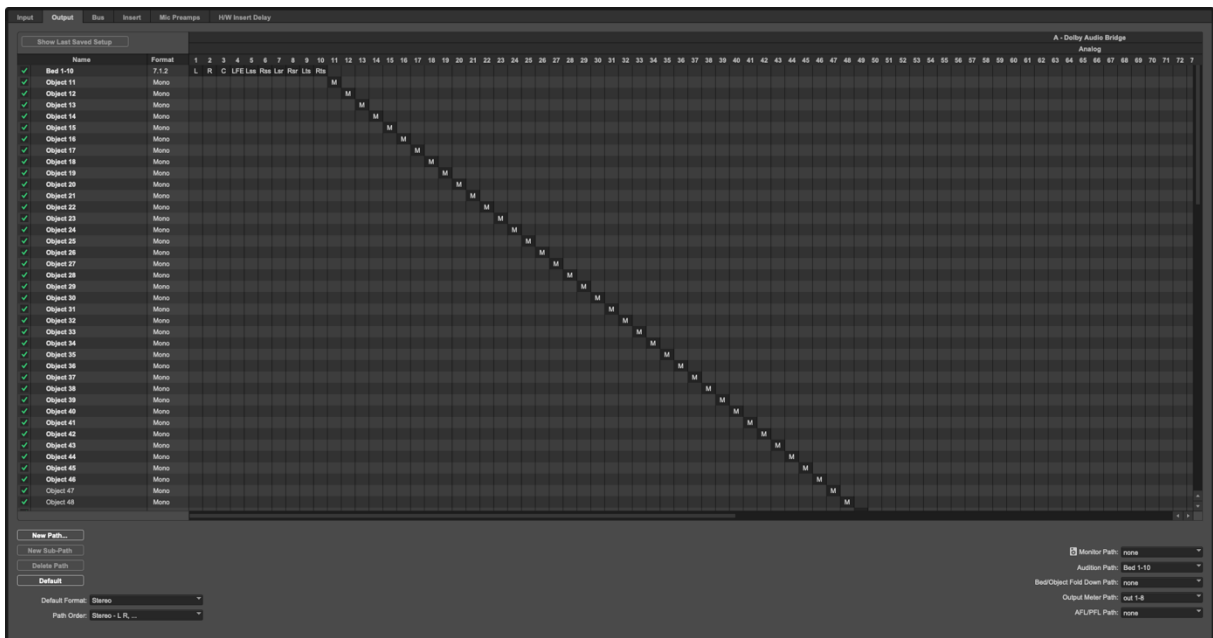 Input Output Bus Insert Mic Preamps H/W Insert Delay
Show Last Saved Setup
A - Dolby Audio Bridge
Analog
Name Format 1 2 3 4 5 6 7 8 9 10 11 12 13 14 15 16 17 18 19 20 21 22 23 24 25 26 27 28 29 30 31 32 33 34 35 36 37 38 39 40 41 42 43 44 45 46 47 48 49 50 51 52 53 54 55 56 57 58 59 60 61 62 63 64 65 66 67 68 69 70 71 72 7
Bed 1-10 7.1.2 L R C LFE Lss Rss Lsr Rsr Lts Rts
Object 11 Mono M
Object 12 Mono M
Object 13 Mono M
Object 14 Mono M
Object 15 Mono M
Object 16 Mono M
Object 17 Mono M
Object 18 Mono M
Object 19 Mono M
Object 20 Mono M
Object 21 Mono M
Object 22 Mono M
Object 23 Mono M
Object 24 Mono M
Object 25 Mono M
Object 26 Mono M
Object 27 Mono M
Object 28 Mono M
Object 29 Mono M
Object 30 Mono M
Object 31 Mono M
Object 32 Mono M
Object 33 Mono M
Object 34 Mono M
Object 35 Mono M
Object 36 Mono M
Object 37 Mono M
Object 38 Mono M
Object 39 Mono M
Object 40 Mono M
Object 41 Mono M
Object 42 Mono M
Object 43 Mono M
Object 44 Mono M
Object 45 Mono M
Object 46 Mono M
Object 47 Mono M
Object 48 Mono M
New Path...
New Sub-Path
Delete Path
Default
Default Format: Stereo
Path Order: Stereo - L R, ...
Monitor Path: none
Audition Path: Bed 1-10
Bed/Object Fold Down Path: none
Output Meter Path: out 1-8
AFL/PFL Path: none